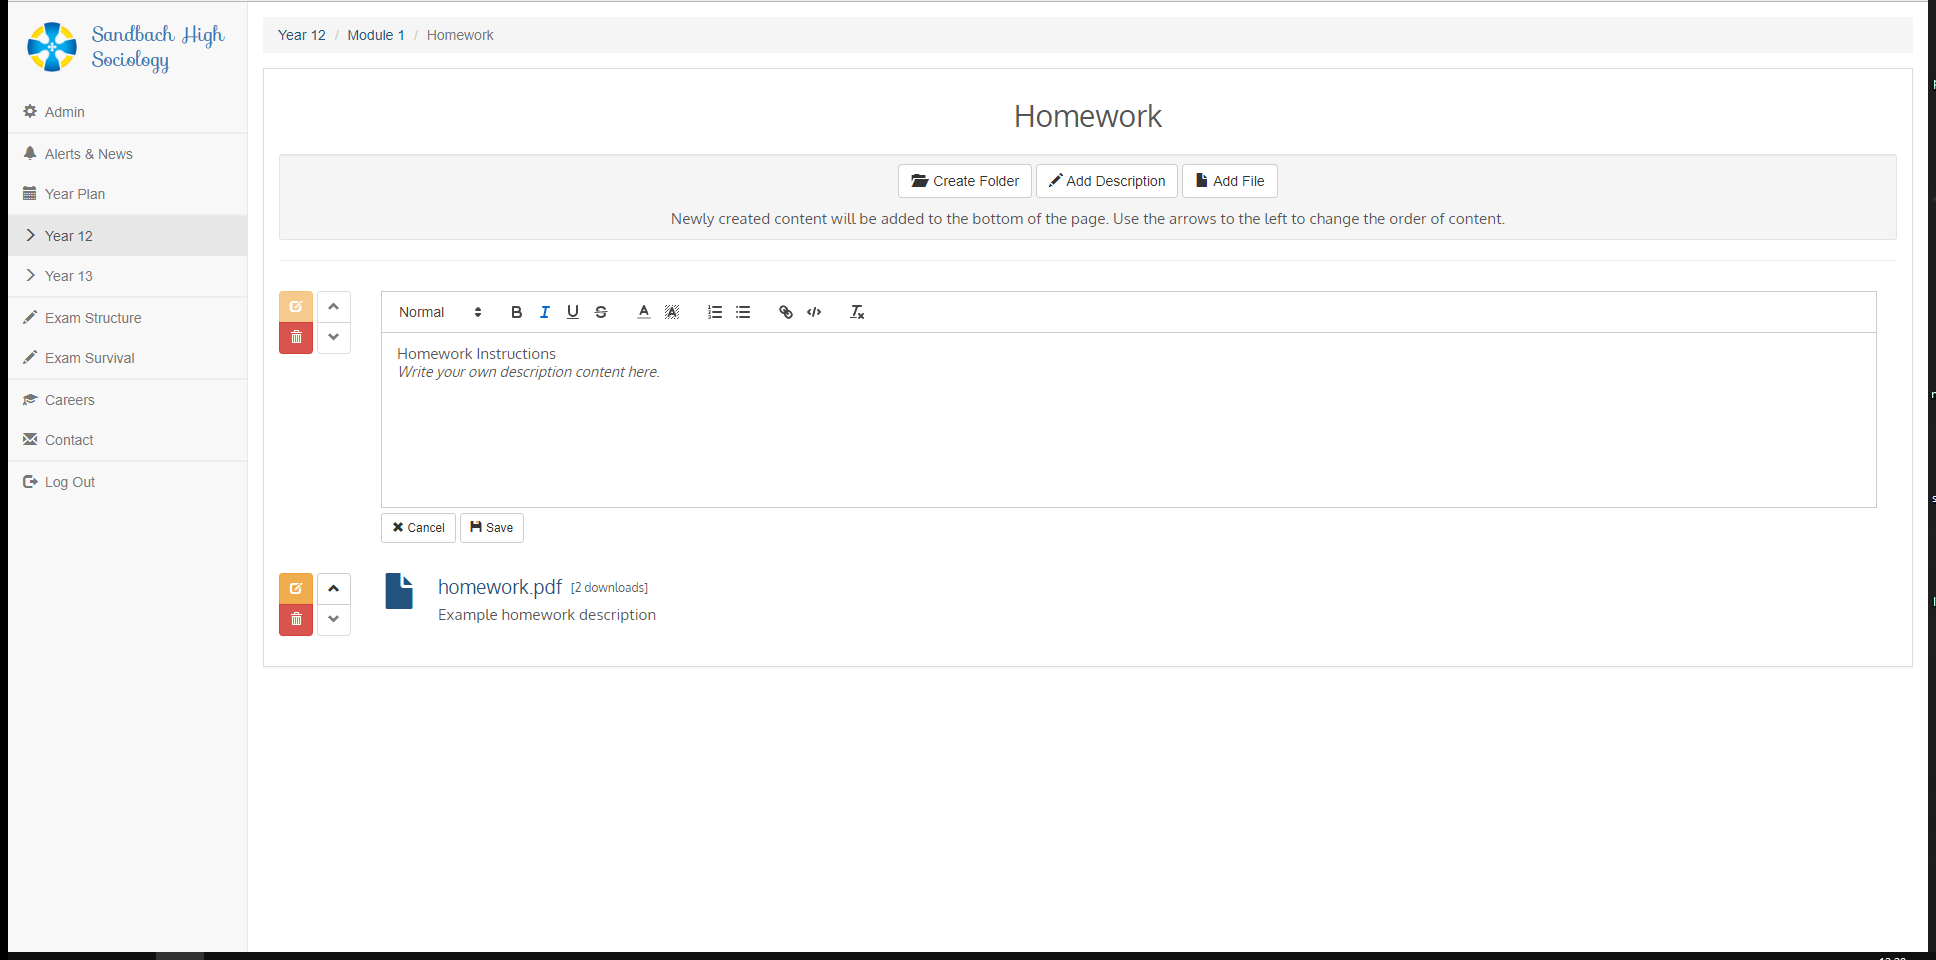 Sandbach High
Sociology
Admin
Alerts & News
Year Plan
Year 12
Year 13
Exam Structure
Exam Survival
Careers
Contact
Log Out
Year 12 / Module 1 / Homework
Homework
Create Folder Add Description Add File
Newly created content will be added to the bottom of the page. Use the arrows to the left to change the order of content.
Normal B I U S A A
Homework Instructions
Write your own description content here.
Cancel Save
homework.pdf [2 downloads]
Example homework description